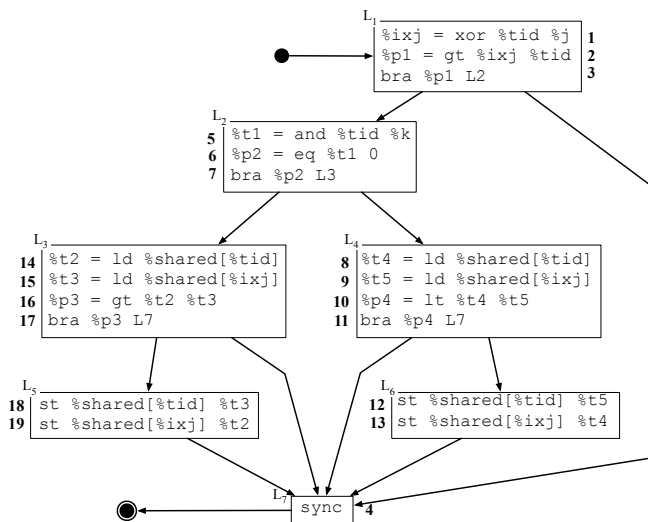 L1
%ixj = xor %tid %j 1
%p1 = gt %ixj %tid 2
bra %p1 L2 3
L2
5 %t1 = and %tid %k
6 %p2 = eq %t1 0
7 bra %p2 L3
L3
14 %t2 = ld %shared[%tid]
15 %t3 = ld %shared[%ixj]
16 %p3 = gt %t2 %t3
17 bra %p3 L7
L4
8 %t4 = ld %shared[%tid]
9 %t5 = ld %shared[%ixj]
10 %p4 = lt %t4 %t5
11 bra %p4 L7
L5
18 st %shared[%tid] %t3
19 st %shared[%ixj] %t2
L6
12 st %shared[%tid] %t5
13 st %shared[%ixj] %t4
L7
sync 4